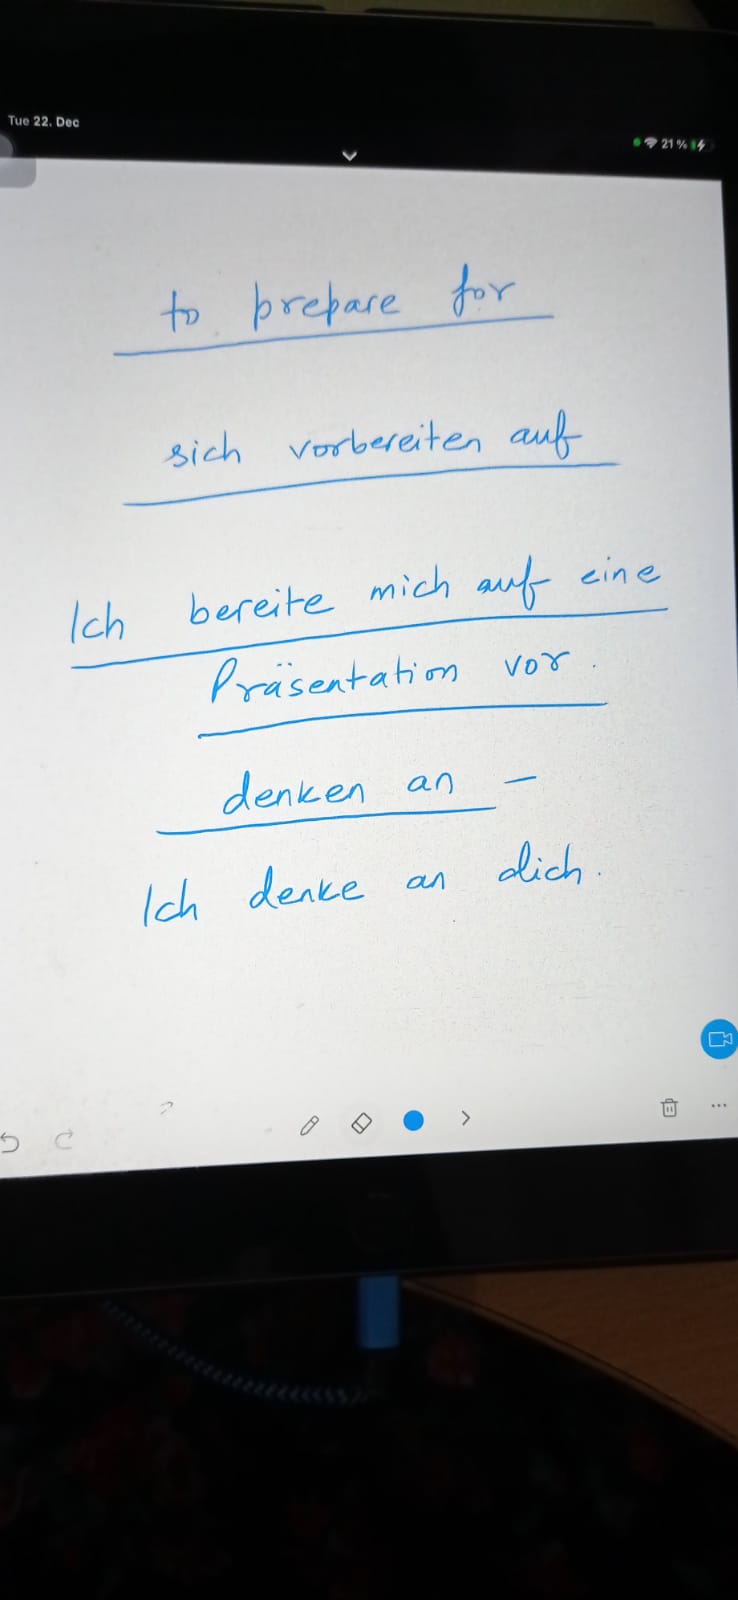 Tue 22. Dec
21 %
to prepare for
sich vorbereiten auf
Ich bereite mich auf eine
Präsentation vor.
denken an –
Ich denke an dich.